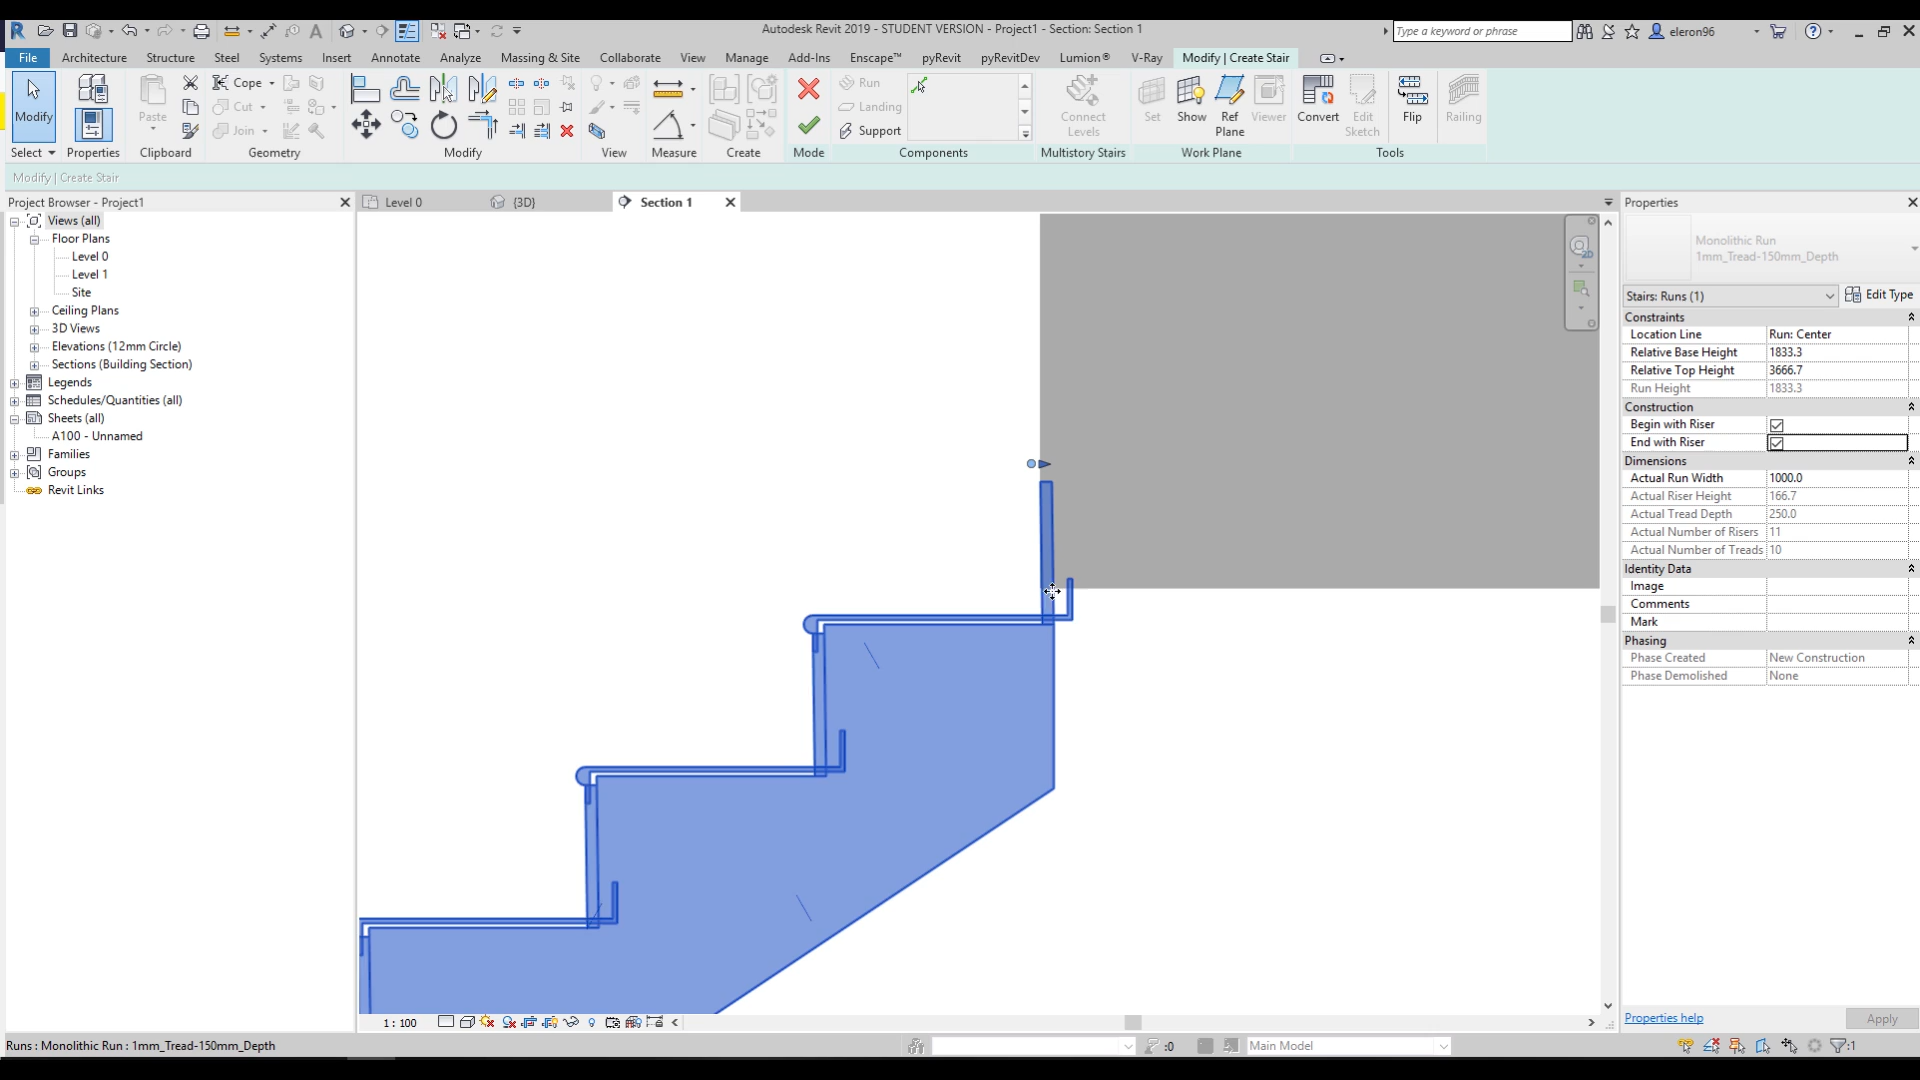 Autodesk Revit 2019 - STUDENT VERSION - Project1 - Section: Section 1
Type a keyword or phrase
eleron96
File Architecture Structure Steel Systems Insert Annotate Analyze Massing & Site Collaborate View Manage Add-Ins Enscape™ pyRevit pyRevitDev Lumion® V-Ray Modify | Create Stair
Modify
Paste
Cope
Cut
Join
Run
Landing
Support
Connect Levels
Set
Show
Ref Plane
Viewer
Convert
Edit Sketch
Flip
Railing
Select Properties Clipboard Geometry Modify View Measure Create Mode Components Multistory Stairs Work Plane Tools
Modify | Create Stair
Project Browser - Project1
Level 0
{3D}
Section 1
Views (all)
Floor Plans
Level 0
Level 1
Site
Ceiling Plans
3D Views
Elevations (12mm Circle)
Sections (Building Section)
Legends
Schedules/Quantities (all)
Sheets (all)
A100 - Unnamed
Families
Groups
Revit Links
2D
Properties
Monolithic Run
1mm_Tread-150mm_Depth
Stairs: Runs (1)
Edit Type
Constraints
Location Line Run: Center
Relative Base Height 1833.3
Relative Top Height 3666.7
Run Height 1833.3
Construction
Begin with Riser
End with Riser
Dimensions
Actual Run Width 1000.0
Actual Riser Height 166.7
Actual Tread Depth 250.0
Actual Number of Risers 11
Actual Number of Treads 10
Identity Data
Image
Comments
Mark
Phasing
Phase Created New Construction
Phase Demolished None
Properties help
Apply
1 : 100
Runs : Monolithic Run : 1mm_Tread-150mm_Depth
:0
Main Model
:1